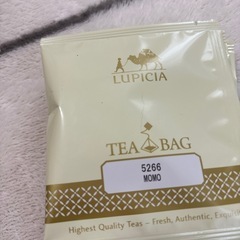 LUPICIA
TEA BAG
5266
MOMO
Highest Quality Teas – Fresh, Authentic,